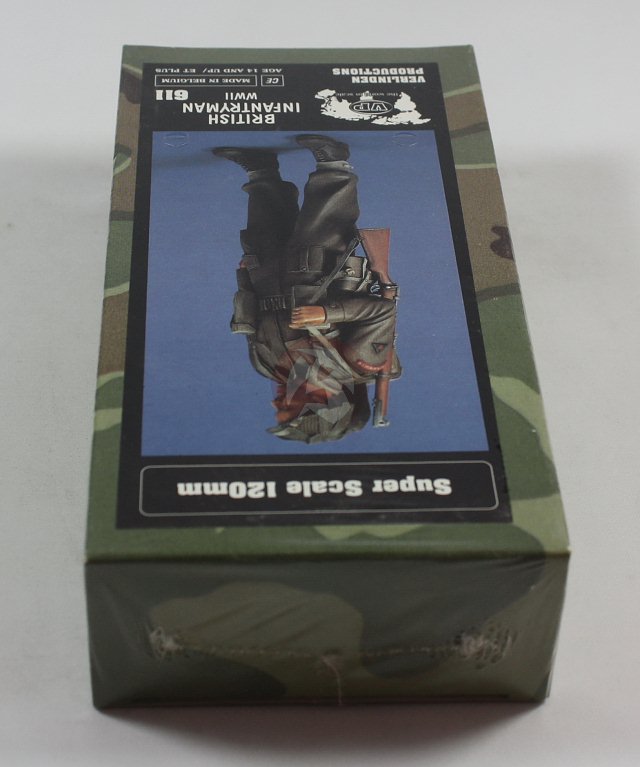 Super Scale 120mm
BRITISH
INFANTRYMAN
WWII
611
CE
MADE IN BELGIUM
AGE 14 AND UP/ ET PLUS
VP
VERLINDEN
PRODUCTIONS